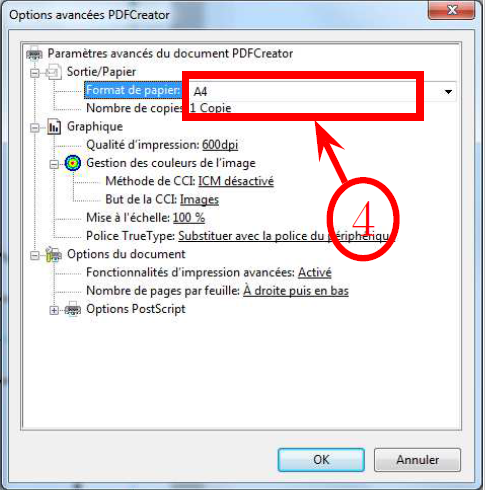 Options avancées PDFCreator
Paramètres avancés du document PDFCreator
Sortie/Papier
Format de papier: A4
Nombre de copies: 1 Copie
Graphique
Qualité d'impression: 600dpi
Gestion des couleurs de l'image
Méthode de CCI: ICM désactivé
But de la CCI: Images
Mise à l'échelle: 100 %
Police TrueType: Substituer avec la police du périphérique
4
Options du document
Fonctionnalités d'impression avancées: Activé
Nombre de pages par feuille: À droite puis en bas
Options PostScript
OK
Annuler